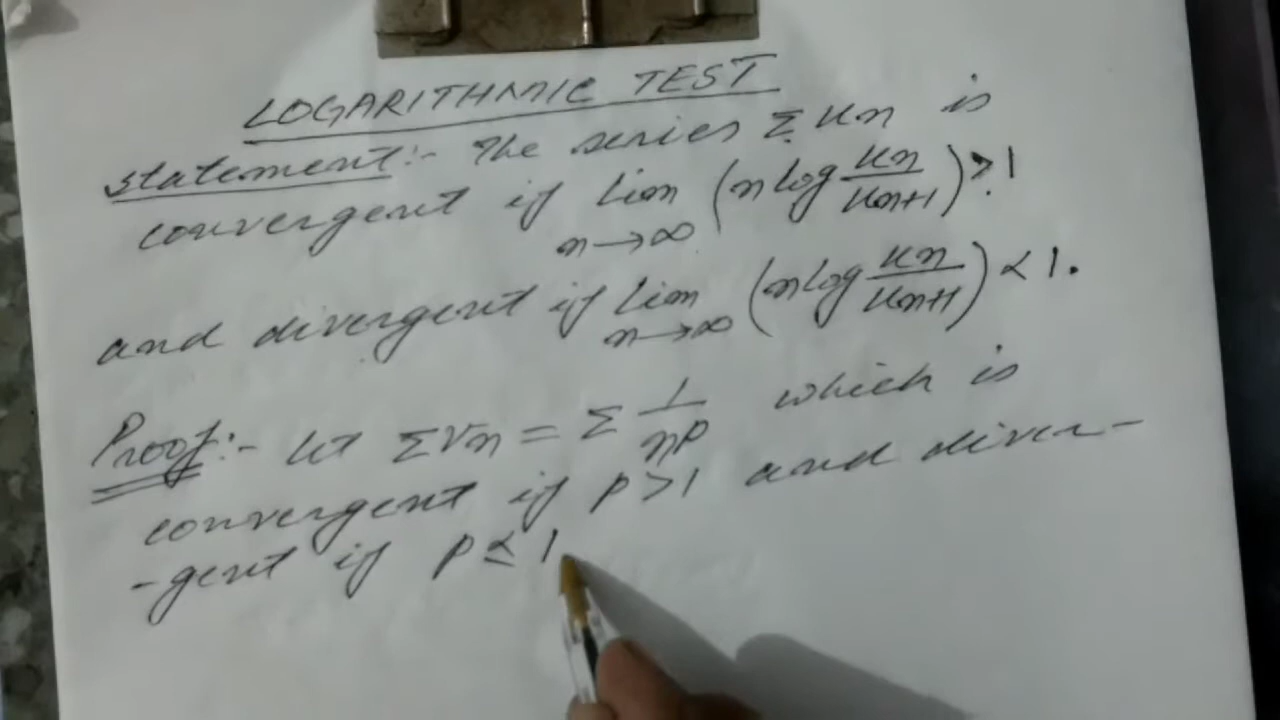 LOGARITHMIC TEST
Statement:- The series Σ un is
convergent if lim n→∞ (n log un/un+1) > 1
and divergent if lim n→∞ (n log un/un+1) < 1.
Proof:- Let Σvn = Σ 1/n^p which is
convergent if p>1 and diver-
-gent if p≤1